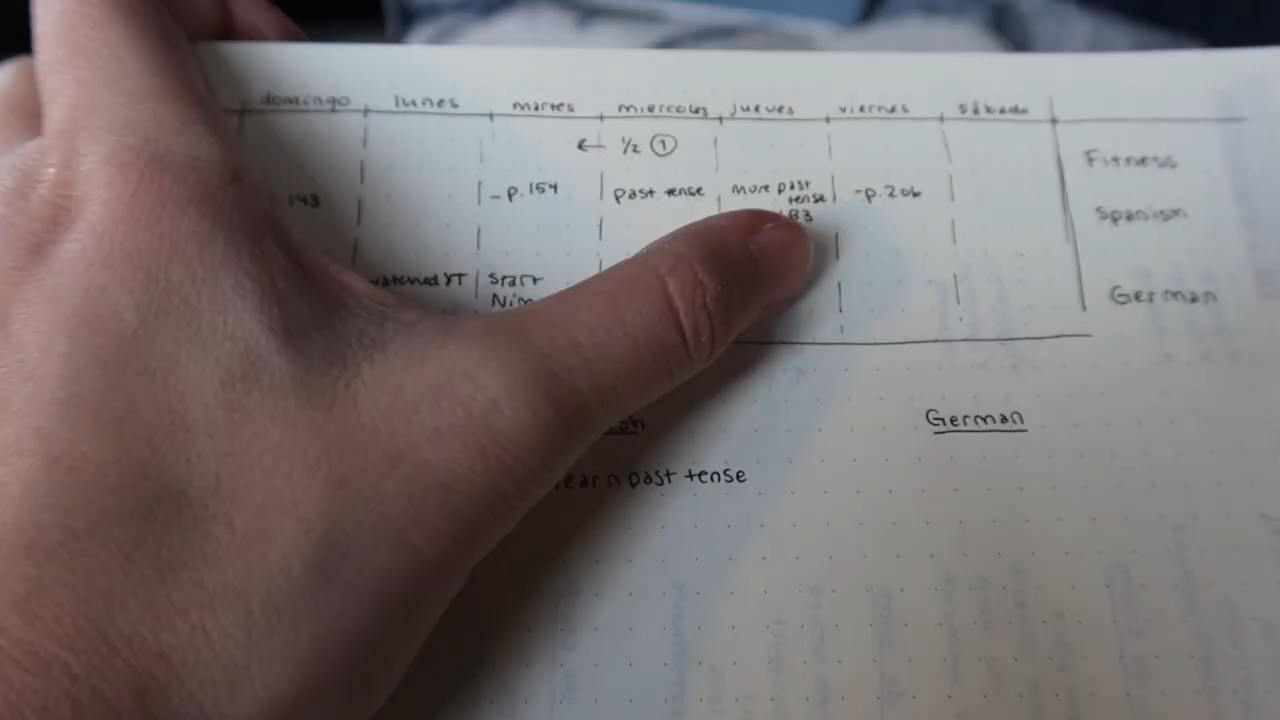 domingo lunes martes miercoles jueves viernes sábado
← 1/2 ①
Fitness
143 -p.154 past tense more past tense 183 -p.206 Spanish
watched YT Start German
German
learn past tense